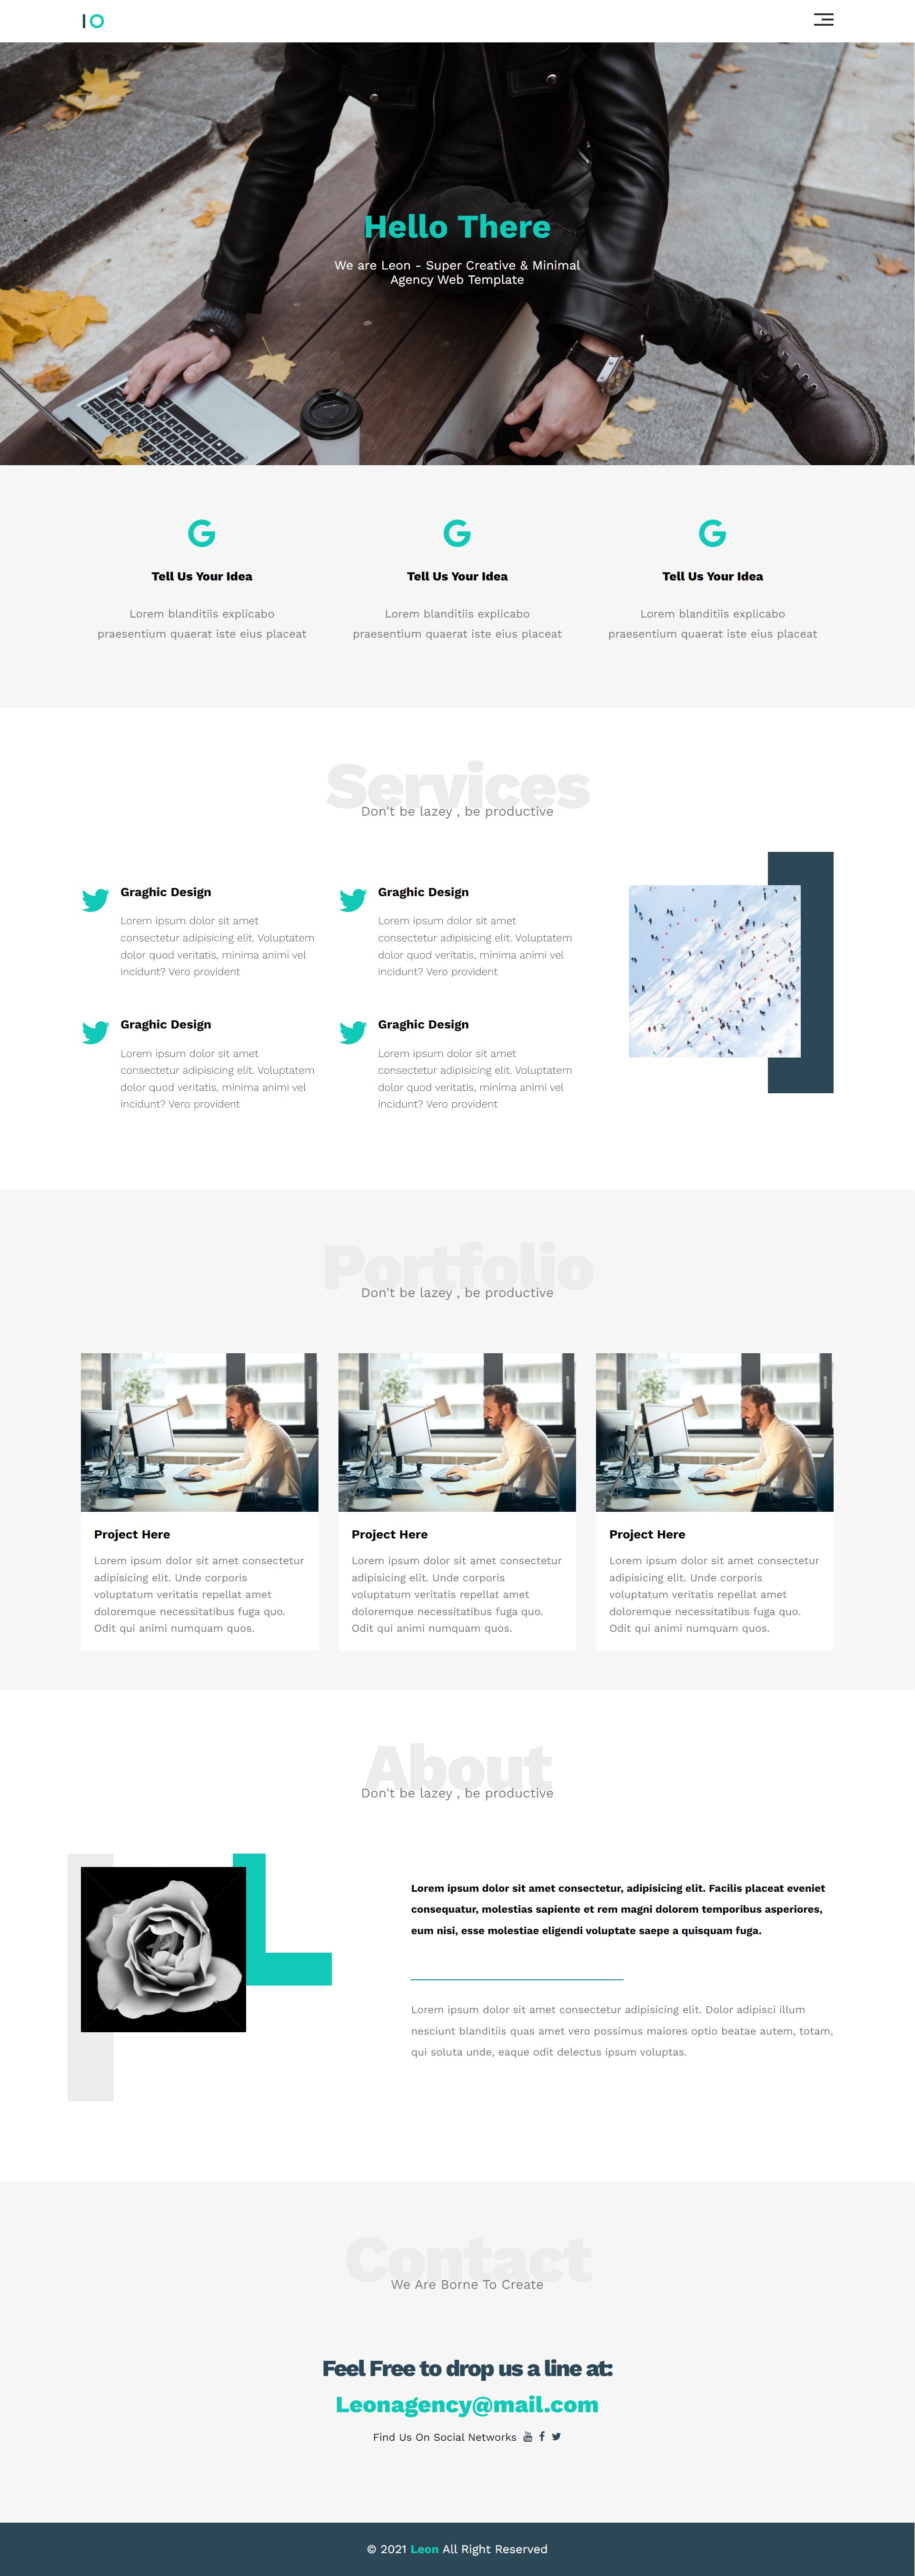 IO
Hello There
We are Leon - Super Creative & Minimal
Agency Web Template
Tell Us Your Idea
Lorem blanditiis explicabo
praesentium quaerat iste eius placeat
Tell Us Your Idea
Lorem blanditiis explicabo
praesentium quaerat iste eius placeat
Tell Us Your Idea
Lorem blanditiis explicabo
praesentium quaerat iste eius placeat
Services
Don't be lazey , be productive
Graghic Design
Lorem ipsum dolor sit amet
consectetur adipisicing elit. Voluptatem
dolor quod veritatis, minima animi vel
incidunt? Vero provident
Graghic Design
Lorem ipsum dolor sit amet
consectetur adipisicing elit. Voluptatem
dolor quod veritatis, minima animi vel
incidunt? Vero provident
Graghic Design
Lorem ipsum dolor sit amet
consectetur adipisicing elit. Voluptatem
dolor quod veritatis, minima animi vel
incidunt? Vero provident
Graghic Design
Lorem ipsum dolor sit amet
consectetur adipisicing elit. Voluptatem
dolor quod veritatis, minima animi vel
incidunt? Vero provident
Portfolio
Don't be lazey , be productive
Project Here
Lorem ipsum dolor sit amet consectetur
adipisicing elit. Unde corporis
voluptatum veritatis repellat amet
doloremque necessitatibus fuga quo.
Odit qui animi numquam quos.
Project Here
Lorem ipsum dolor sit amet consectetur
adipisicing elit. Unde corporis
voluptatum veritatis repellat amet
doloremque necessitatibus fuga quo.
Odit qui animi numquam quos.
Project Here
Lorem ipsum dolor sit amet consectetur
adipisicing elit. Unde corporis
voluptatum veritatis repellat amet
doloremque necessitatibus fuga quo.
Odit qui animi numquam quos.
About
Don't be lazey , be productive
Lorem ipsum dolor sit amet consectetur, adipisicing elit. Facilis placeat eveniet
consequatur, molestias sapiente et rem magni dolorem temporibus asperiores,
eum nisi, esse molestiae eligendi voluptate saepe a quisquam fuga.
Lorem ipsum dolor sit amet consectetur adipisicing elit. Dolor adipisci illum
nesciunt blanditiis quas amet vero possimus maiores optio beatae autem, totam,
qui soluta unde, eaque odit delectus ipsum voluptas.
Contact
We Are Borne To Create
Feel Free to drop us a line at:
Leonagency@mail.com
Find Us On Social Networks
© 2021 Leon All Right Reserved